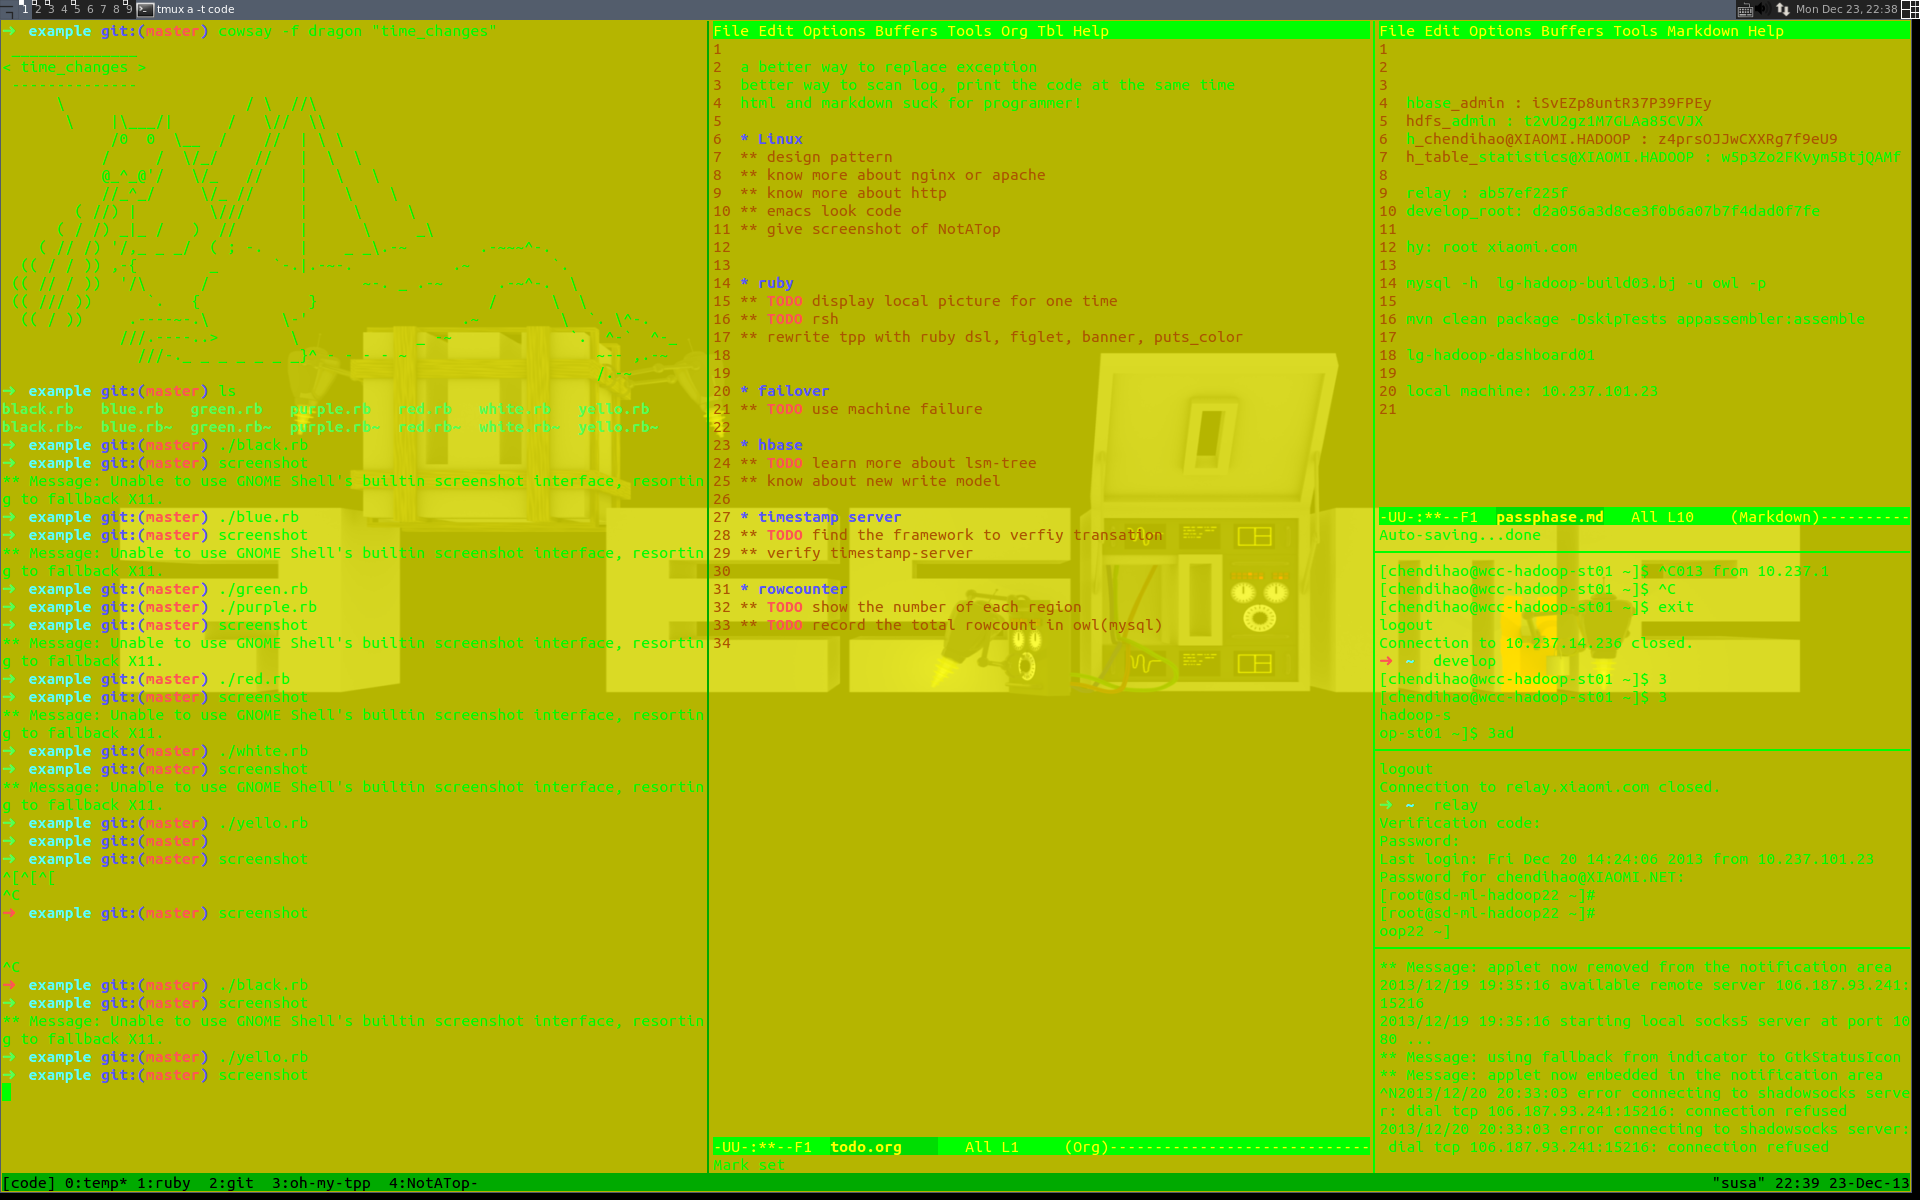 1 2 3 4 5 6 7 8 9 tmux a -t code
Mon Dec 23, 22:38
→ example git:(master) cowsay -f dragon "time_changes"
< time_changes >
→ example git:(master) ls
black.rb blue.rb green.rb purple.rb red.rb white.rb yello.rb
black.rb~ blue.rb~ green.rb~ purple.rb~ red.rb~ white.rb~ yello.rb~
→ example git:(master) ./black.rb
→ example git:(master) screenshot
** Message: Unable to use GNOME Shell's builtin screenshot interface, resortin
g to fallback X11.
→ example git:(master) ./blue.rb
→ example git:(master) screenshot
** Message: Unable to use GNOME Shell's builtin screenshot interface, resortin
g to fallback X11.
→ example git:(master) ./green.rb
→ example git:(master) ./purple.rb
→ example git:(master) screenshot
** Message: Unable to use GNOME Shell's builtin screenshot interface, resortin
g to fallback X11.
→ example git:(master) ./red.rb
→ example git:(master) screenshot
** Message: Unable to use GNOME Shell's builtin screenshot interface, resortin
g to fallback X11.
→ example git:(master) ./white.rb
→ example git:(master) screenshot
** Message: Unable to use GNOME Shell's builtin screenshot interface, resortin
g to fallback X11.
→ example git:(master) ./yello.rb
→ example git:(master)
→ example git:(master) screenshot
^[^[^[
^C
→ example git:(master) screenshot
^C
→ example git:(master) ./black.rb
→ example git:(master) screenshot
** Message: Unable to use GNOME Shell's builtin screenshot interface, resortin
g to fallback X11.
→ example git:(master) ./yello.rb
→ example git:(master) screenshot
File Edit Options Buffers Tools Org Tbl Help
1
2 a better way to replace exception
3 better way to scan log, print the code at the same time
4 html and markdown suck for programmer!
5
6 * Linux
7 ** design pattern
8 ** know more about nginx or apache
9 ** know more about http
10 ** emacs look code
11 ** give screenshot of NotATop
12
13
14 * ruby
15 ** TODO display local picture for one time
16 ** TODO rsh
17 ** rewrite tpp with ruby dsl, figlet, banner, puts_color
18
19
20 * failover
21 ** TODO use machine failure
22
23 * hbase
24 ** TODO learn more about lsm-tree
25 ** know about new write model
26
27 * timestamp server
28 ** TODO find the framework to verfiy transation
29 ** verify timestamp-server
30
31 * rowcounter
32 ** TODO show the number of each region
33 ** TODO record the total rowcount in owl(mysql)
34
-UU-:**--F1 todo.org All L1 (Org)----------------------------
Mark set
File Edit Options Buffers Tools Markdown Help
1
2
3
4 hbase_admin : iSvEZp8untR37P39FPEy
5 hdfs_admin :
6 h_chendihao@XIAOMI.HADOOP : z4prsOJJwCXXRg7f9eU9
7 h_table_statistics@XIAOMI.HADOOP :
8
9 relay : ab57ef225f
10 develop_root: d2a056a3d8ce3f0b6a07b7f4dad0f7fe
11
12 hy: root xiaomi.com
13
14 mysql -h lg-hadoop-build03.bj -u owl -p
15
16 mvn clean package -DskipTests appassembler:assemble
17
18 lg-hadoop-dashboard01
19
20 local machine: 10.237.101.23
21
-UU-:**--F1 passphase.md All L10 (Markdown)----------
Auto-saving...done
[chendihao@wcc-hadoop-st01 ~]$ ^C013 from 10.237.1
[chendihao@wcc-hadoop-st01 ~]$ ^C
[chendihao@wcc-hadoop-st01 ~]$ exit
logout
Connection to 10.237.14.236 closed.
→ ~ develop
[chendihao@wcc-hadoop-st01 ~]$ 3
[chendihao@wcc-hadoop-st01 ~]$ 3
hadoop-s
op-st01 ~]$ 3ad
logout
Connection to relay.xiaomi.com closed.
→ ~ relay
Verification code:
Password:
Last login: Fri Dec 20 14:24:06 2013 from 10.237.101.23
Password for chendihao@XIAOMI.NET:
[root@sd-ml-hadoop22 ~]#
[root@sd-ml-hadoop22 ~]#
oop22 ~]
** Message: applet now removed from the notification area
2013/12/19 19:35:16 available remote server 106.187.93.241:
15216
2013/12/19 19:35:16 starting local socks5 server at port 10
80 ...
** Message: using fallback from indicator to GtkStatusIcon
** Message: applet now embedded in the notification area
^N2013/12/20 20:33:03 error connecting to shadowsocks serve
r: dial tcp 106.187.93.241:15216: connection refused
2013/12/20 20:33:03 error connecting to shadowsocks server:
dial tcp 106.187.93.241:15216: connection refused
[code] 0:temp* 1:ruby 2:git 3:oh-my-tpp 4:NotATop-
"susa" 22:39 23-Dec-13